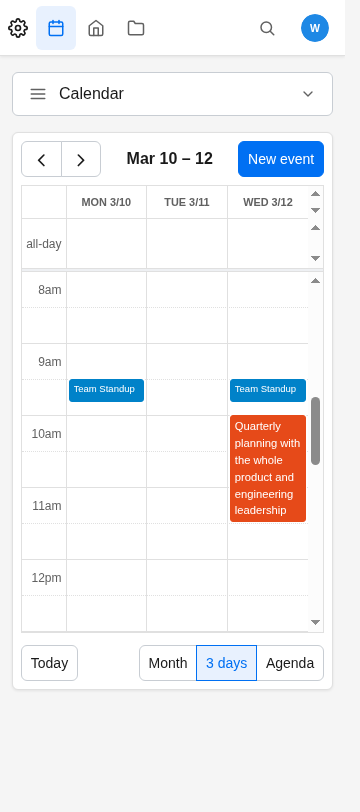 W
Calendar
Mar 10 – 12
New event
MON 3/10
TUE 3/11
WED 3/12
all-day
8am
9am
Team Standup
Team Standup
10am
Quarterly
planning with
the whole
product and
engineering
leadership
11am
12pm
Today
Month
3 days
Agenda